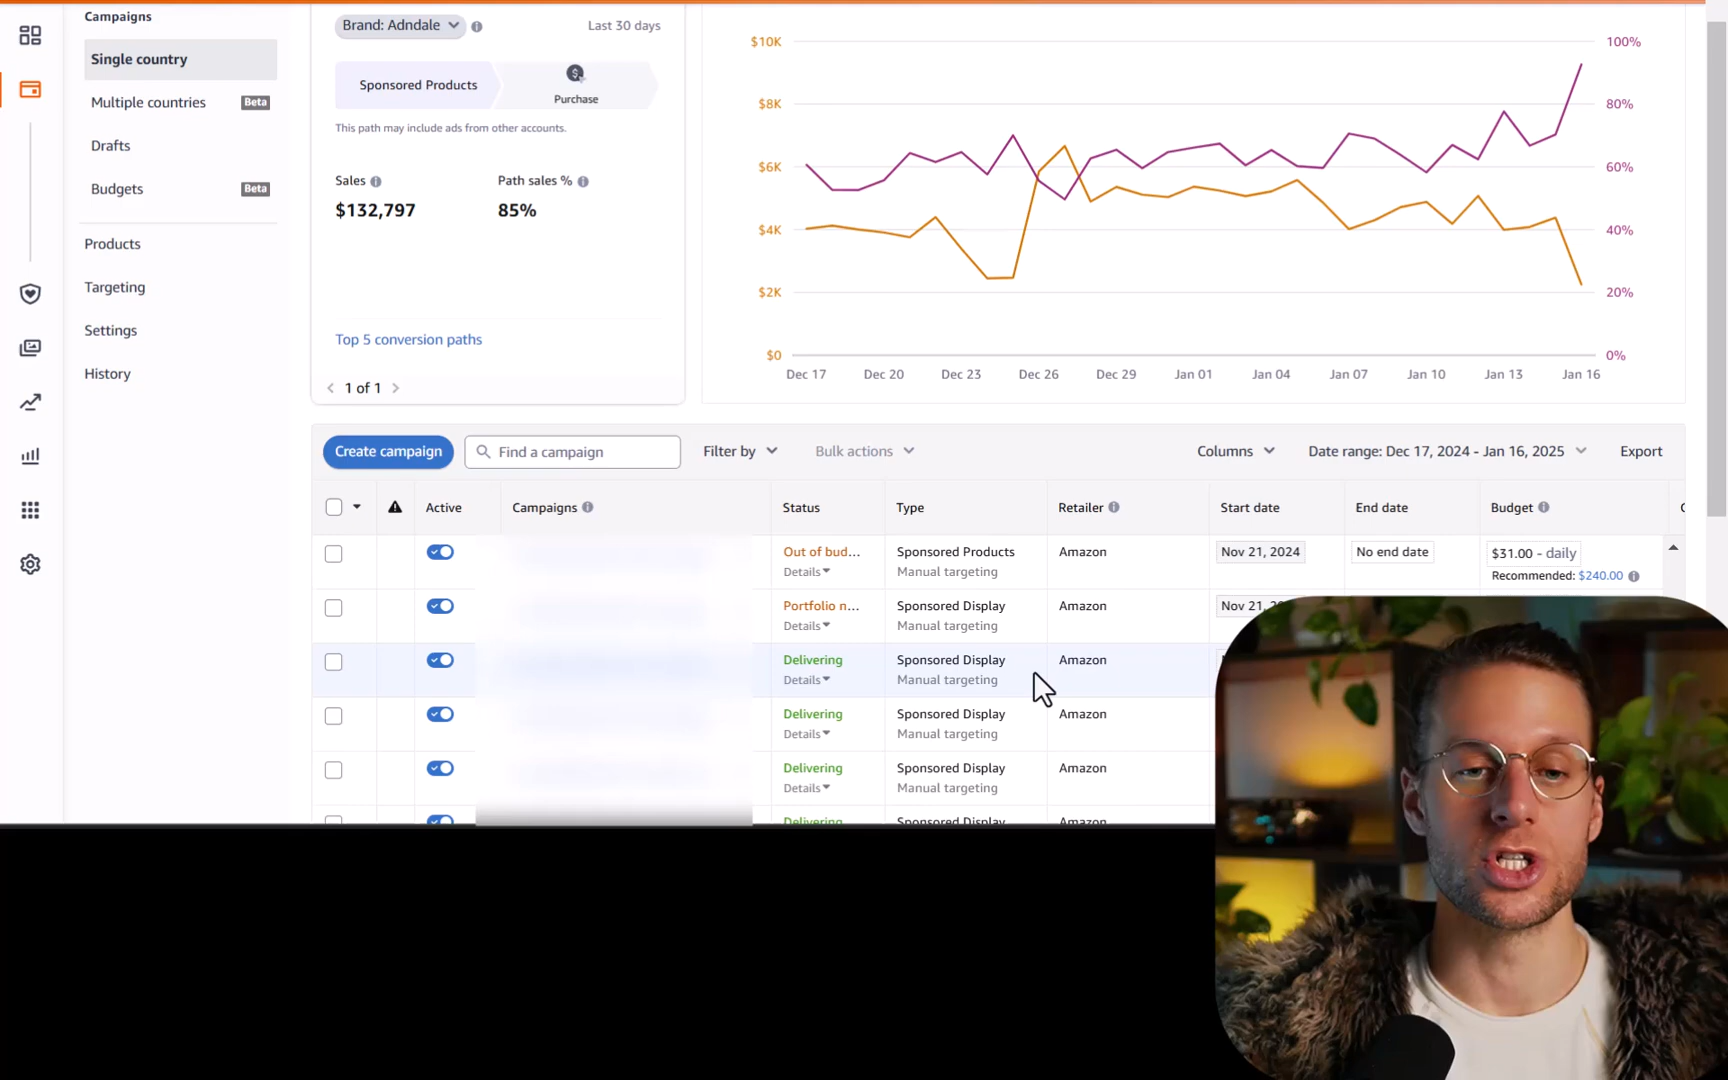 Campaigns
Single country
Multiple countries Beta
Drafts
Budgets Beta
Products
Targeting
Settings
History
Brand: Adndale
Last 30 days
Sponsored Products
Purchase
This path may include ads from other accounts.
Sales Path sales %
$132,797 85%
Top 5 conversion paths
1 of 1
$10K 100%
$8K 80%
$6K 60%
$4K 40%
$2K 20%
$0 0%
Dec 17 Dec 20 Dec 23 Dec 26 Dec 29 Jan 01 Jan 04 Jan 07 Jan 10 Jan 13 Jan 16
Create campaign Find a campaign Filter by Bulk actions Columns Date range: Dec 17, 2024 - Jan 16, 2025 Export
Active Campaigns Status Type Retailer Start date End date Budget
Out of bud... Sponsored Products Amazon Nov 21, 2024 No end date $31.00 - daily
Details Manual targeting Recommended: $240.00
Portfolio n... Sponsored Display Amazon Nov 21, 
Details Manual targeting
Delivering Sponsored Display Amazon
Details Manual targeting
Delivering Sponsored Display Amazon
Details Manual targeting
Delivering Sponsored Display Amazon
Details Manual targeting
Delivering Sponsored Display Amazon